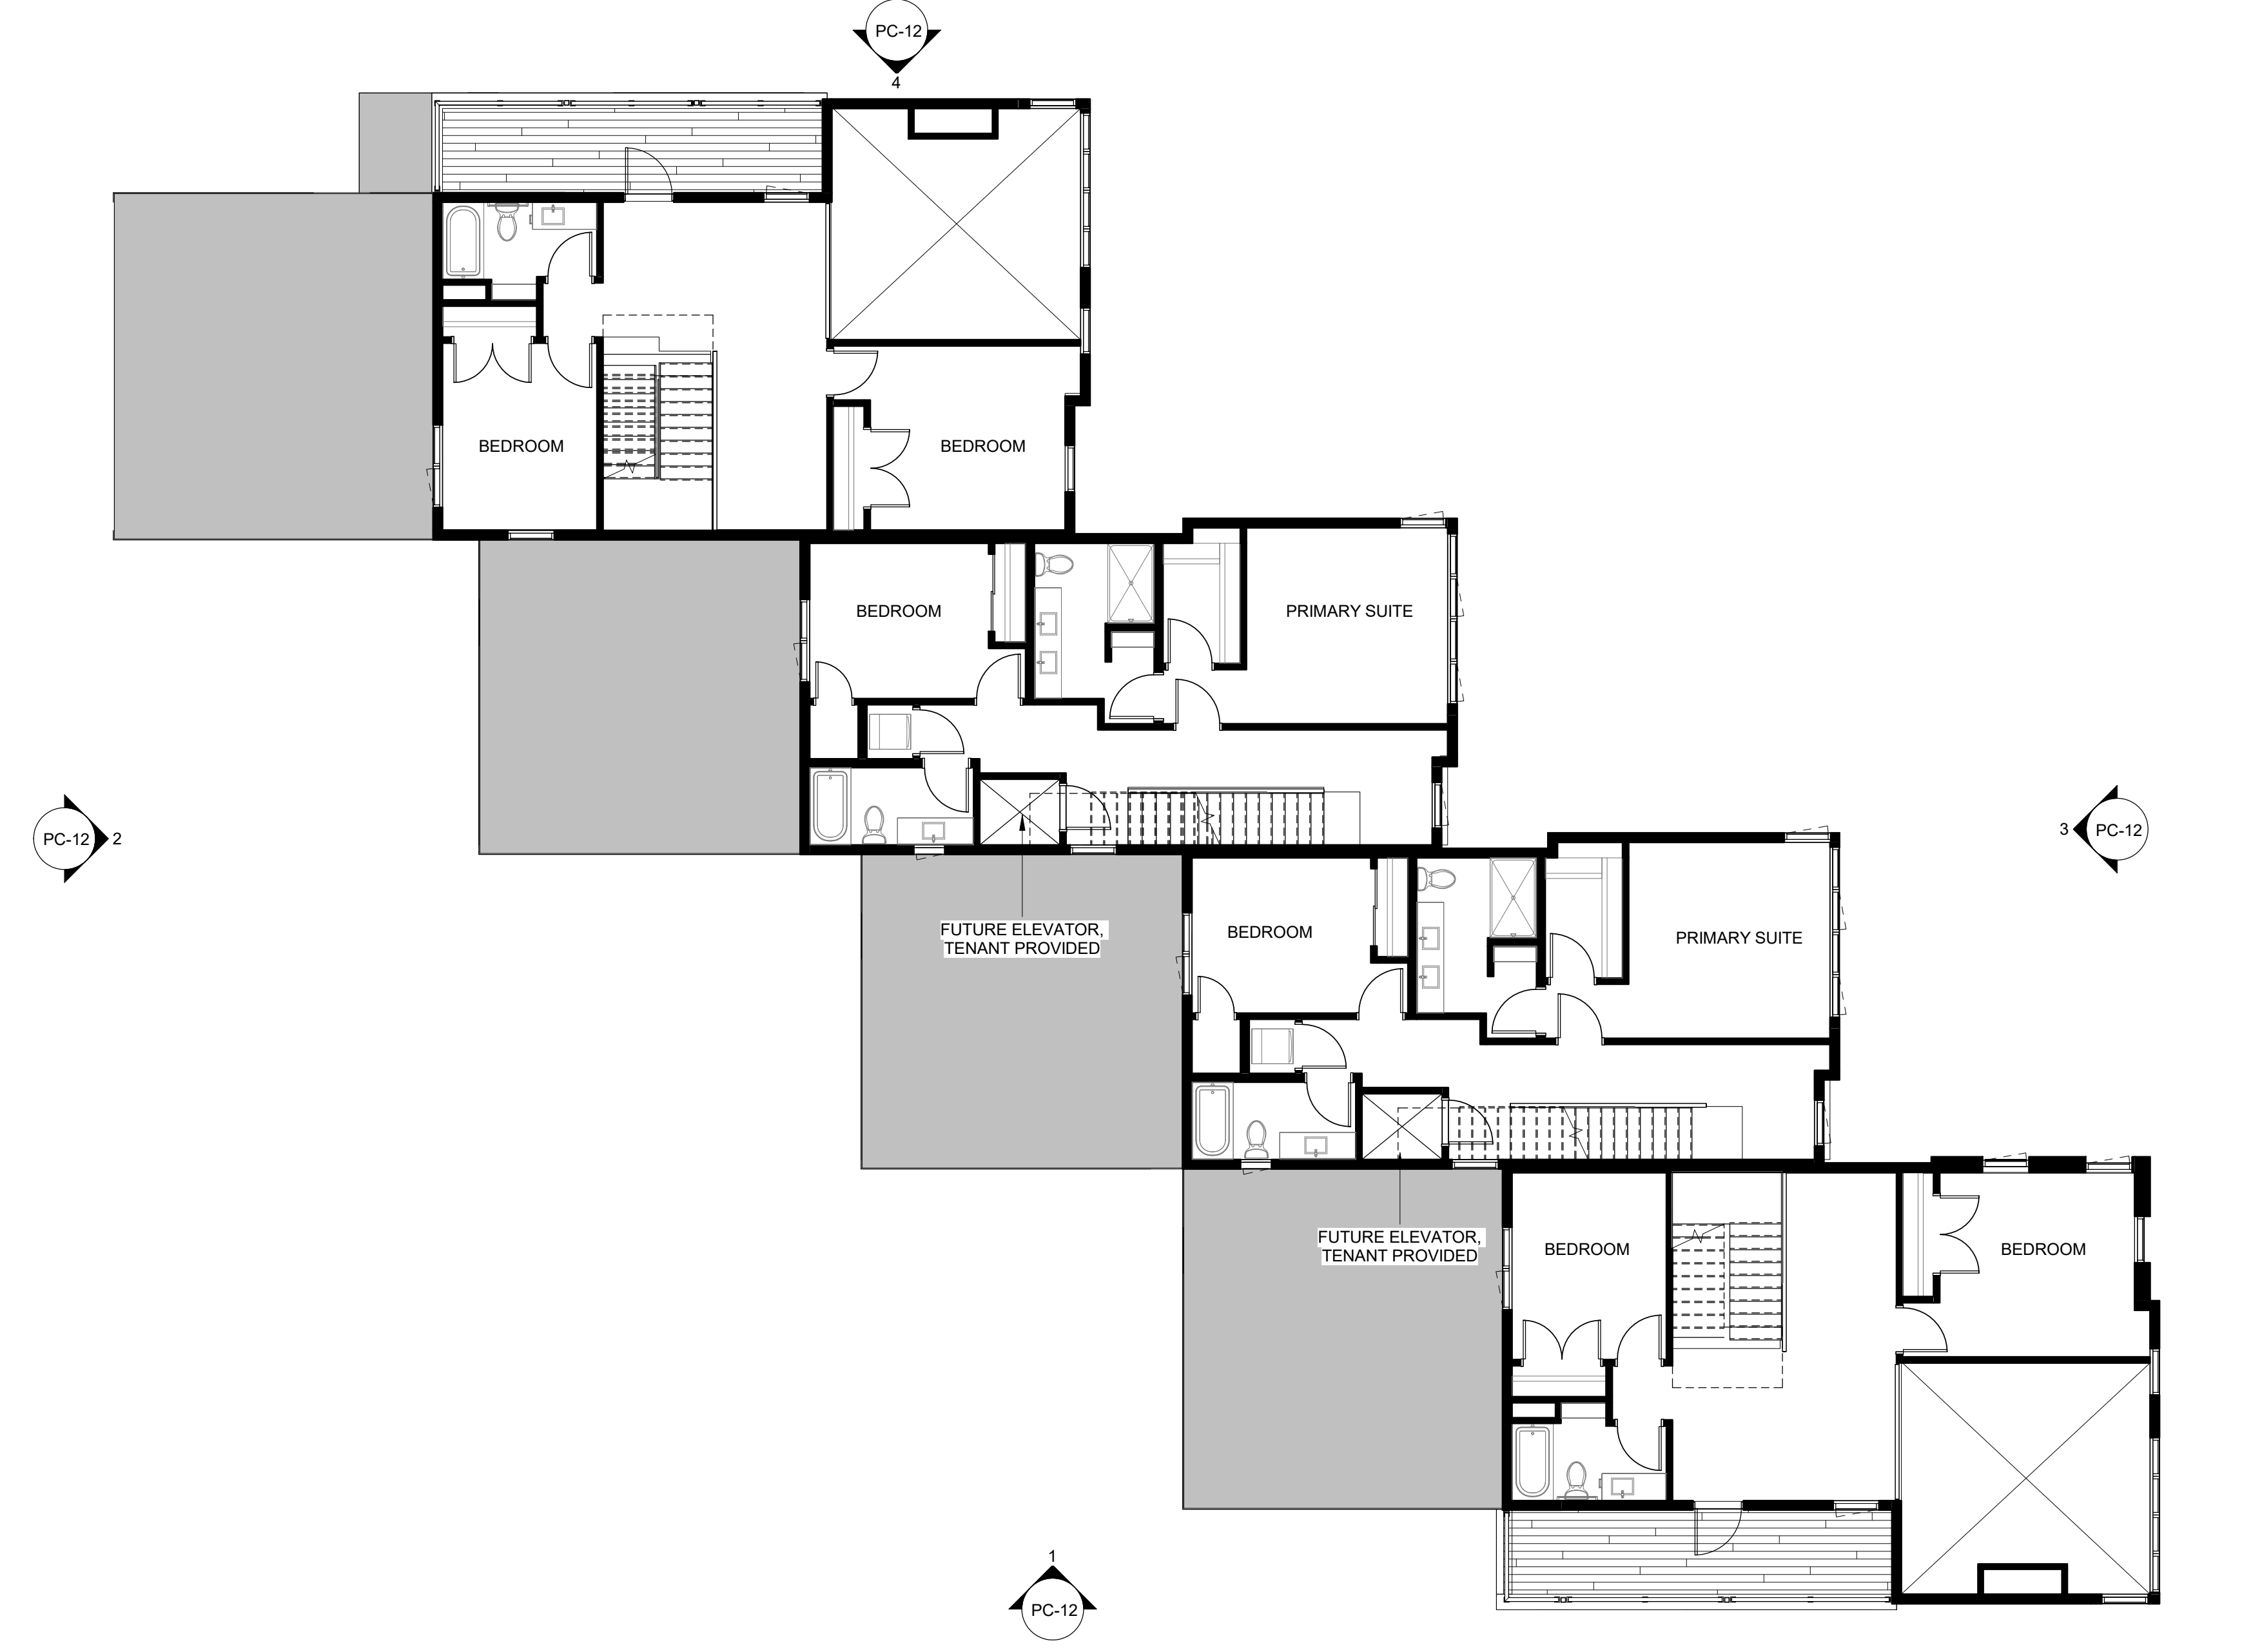 PC-12
4
BEDROOM
BEDROOM
BEDROOM
PRIMARY SUITE
PC-12
2
3
PC-12
FUTURE ELEVATOR,
TENANT PROVIDED
BEDROOM
PRIMARY SUITE
FUTURE ELEVATOR,
TENANT PROVIDED
BEDROOM
BEDROOM
1
PC-12